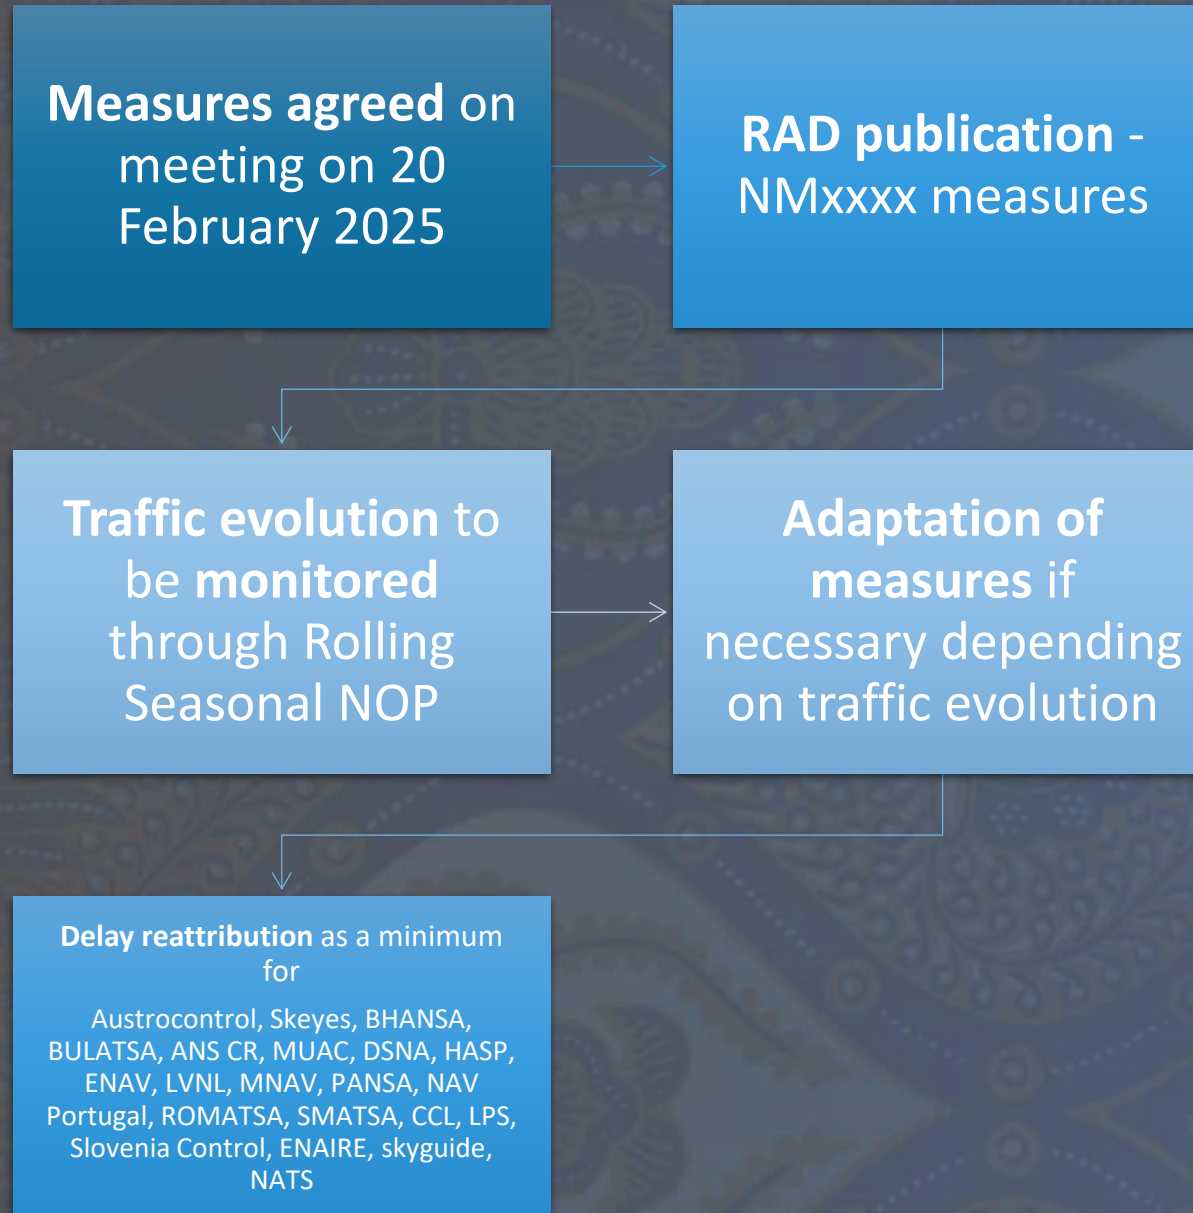 Measures agreed on
meeting on 20
February 2025
RAD publication -
NMxxxx measures
Traffic evolution to
be monitored
through Rolling
Seasonal NOP
Adaptation of
measures if
necessary depending
on traffic evolution
Delay reattribution as a minimum
for
Austrocontrol, Skeyes, BHANSA,
BULATSA, ANS CR, MUAC, DSNA, HASP,
ENAV, LVNL, MNAV, PANSA, NAV
Portugal, ROMATSA, SMATSA, CCL, LPS,
Slovenia Control, ENAIRE, skyguide,
NATS